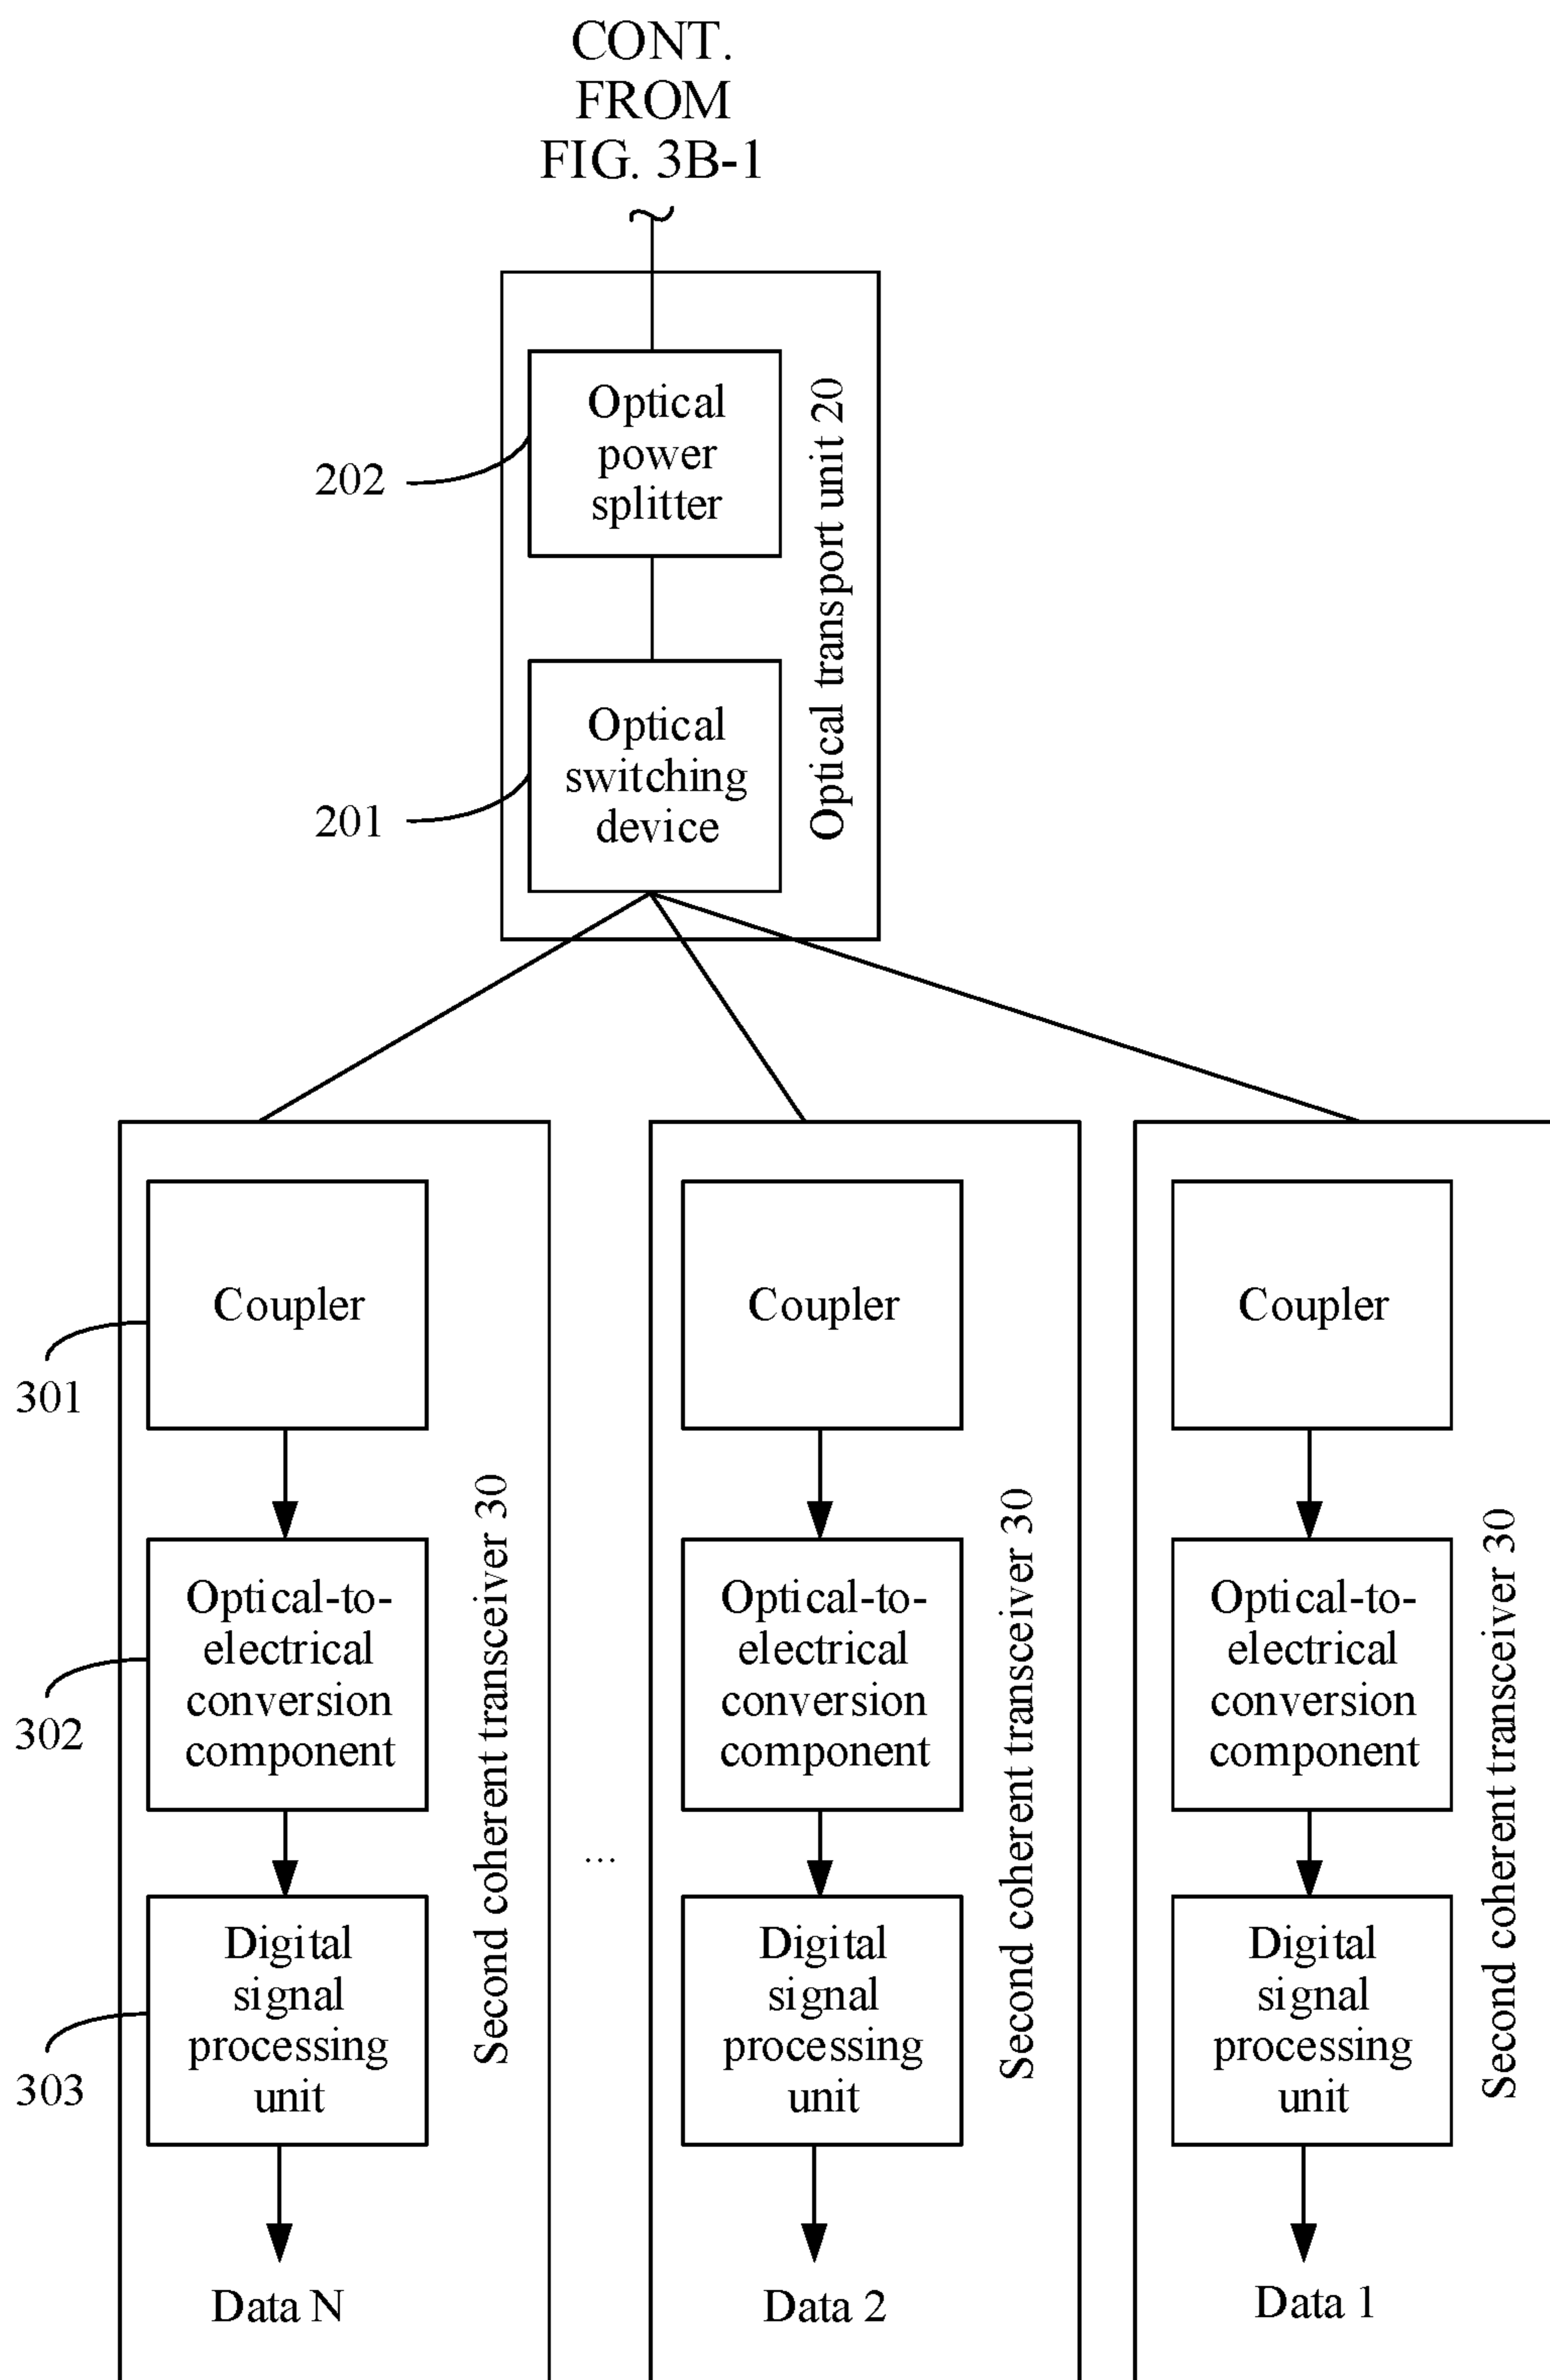 CONT.
FROM
FIG. 3B-1
Optical
power
splitter
202
Optical
switching
device
201
Optical transport unit 20
Coupler
301
Optical-to-
electrical
conversion
component
302
Digital
signal
processing
unit
303
Second coherent transceiver 30
Data N
...
Coupler
Optical-to-
electrical
conversion
component
Digital
signal
processing
unit
Second coherent transceiver 30
Data 2
Coupler
Optical-to-
electrical
conversion
component
Digital
signal
processing
unit
Second coherent transceiver 30
Data 1